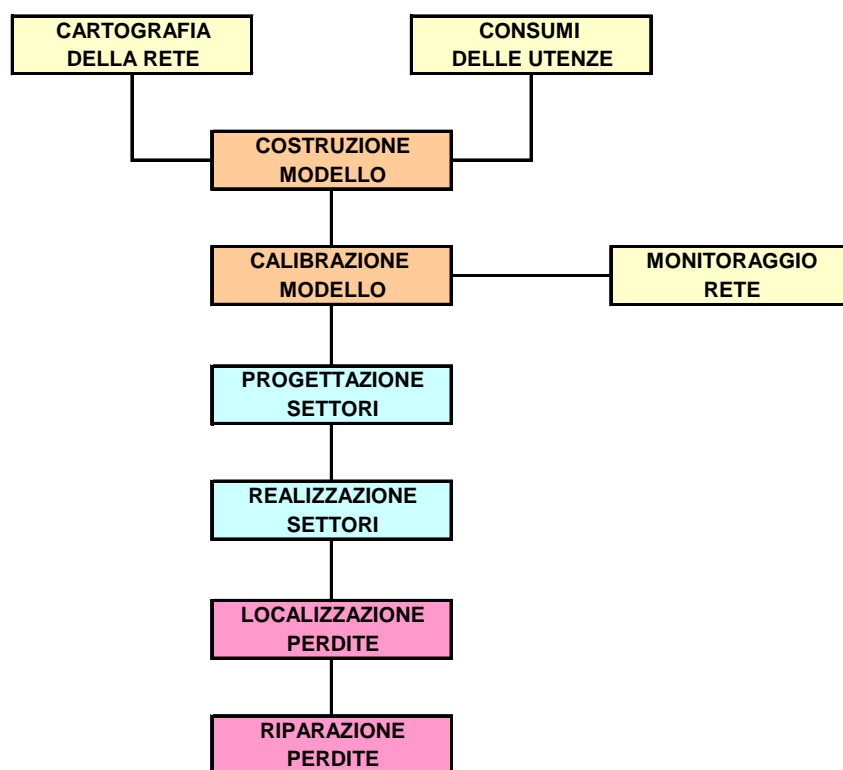 CARTOGRAFIA
DELLA RETE
CONSUMI
DELLE UTENZE
COSTRUZIONE
MODELLO
CALIBRAZIONE
MODELLO
MONITORAGGIO
RETE
PROGETTAZIONE
SETTORI
REALIZZAZIONE
SETTORI
LOCALIZZAZIONE
PERDITE
RIPARAZIONE
PERDITE